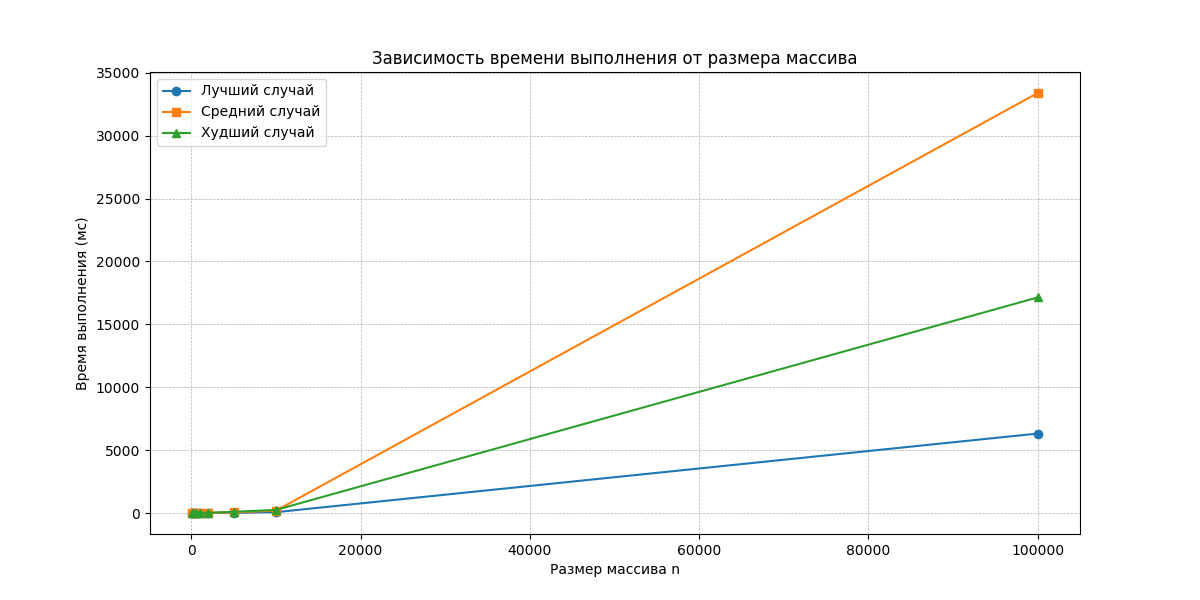 Зависимость времени выполнения от размера массива
35000
30000
25000
20000
15000
10000
5000
0
Время выполнения (мс)
Лучший случай
Средний случай
Худший случай
0 20000 40000 60000 80000 100000
Размер массива n